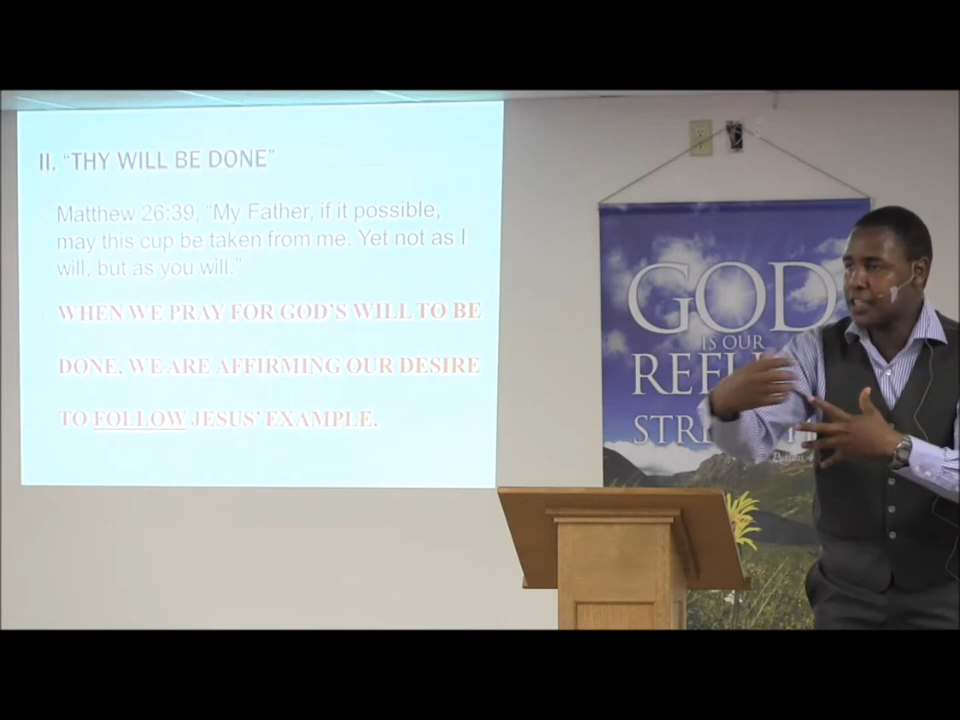 II. “THY WILL BE DONE”
Matthew 26:39, “My Father, if it possible,
may this cup be taken from me. Yet not as I
will, but as you will.”
WHEN WE PRAY FOR GOD’S WILL TO BE
DONE, WE ARE AFFIRMING OUR DESIRE
TO FOLLOW JESUS’ EXAMPLE.
GOD
IS OUR